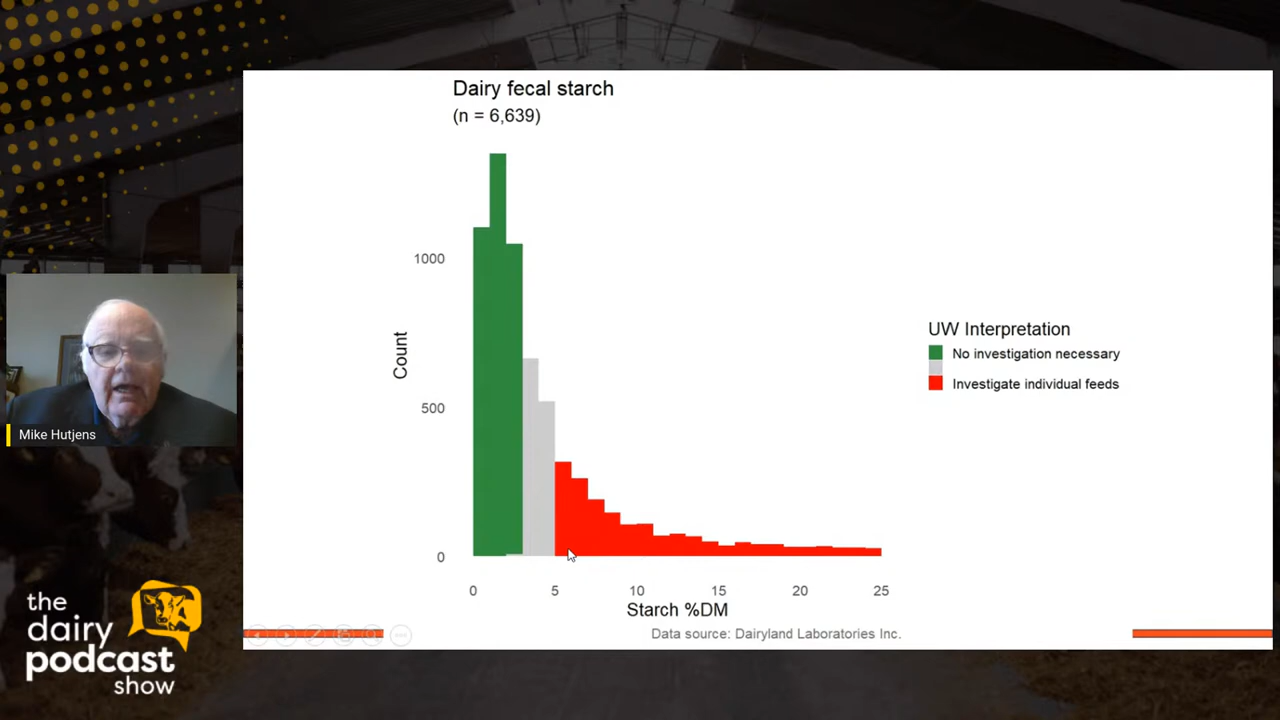 Dairy fecal starch
(n = 6,639)
1000
500
0
Count
0 5 10 15 20 25
Starch %DM
Data source: Dairyland Laboratories Inc.
UW Interpretation
No investigation necessary
Investigate individual feeds
Mike Hutjens
the
dairy
podcast
show